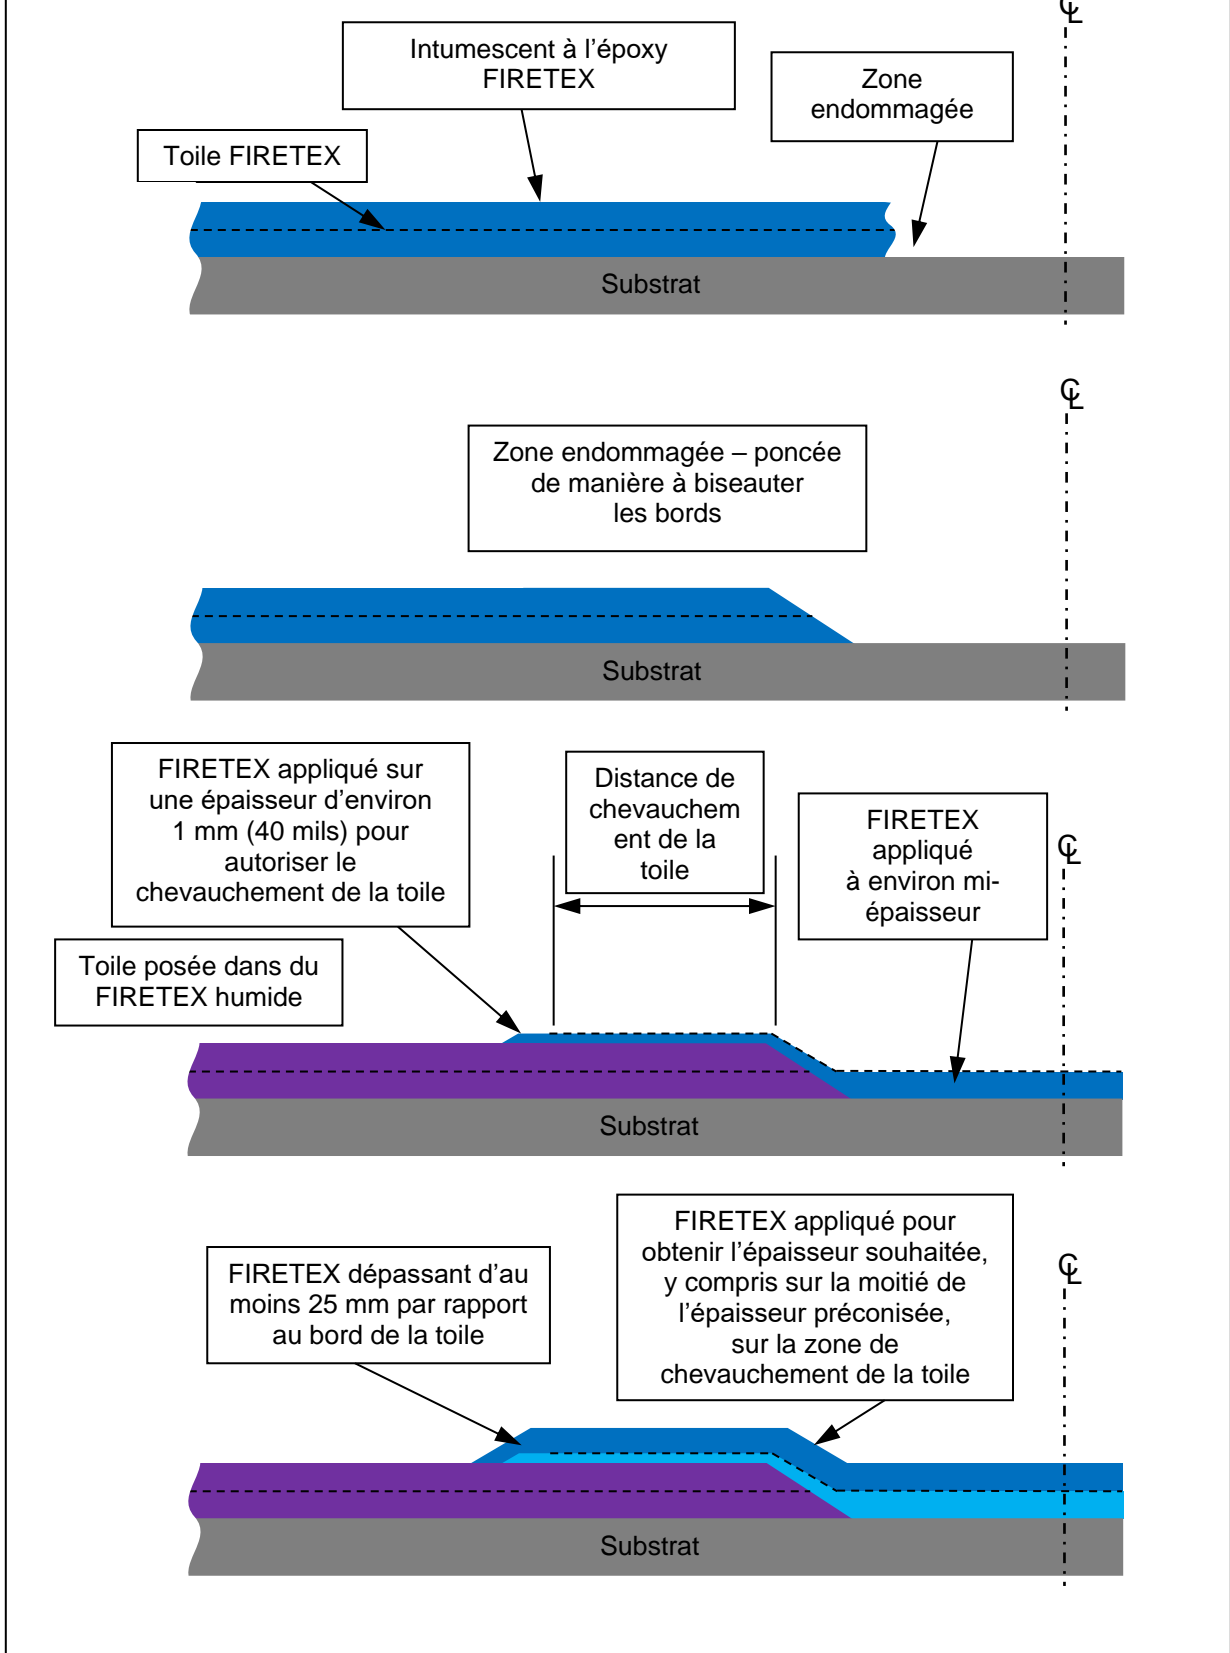 ℄
Intumescent à l’époxy
FIRETEX
Zone
endommagée
Toile FIRETEX
Substrat
℄
Zone endommagée – poncée
de manière à biseauter
les bords
Substrat
FIRETEX appliqué sur
une épaisseur d’environ
1 mm (40 mils) pour
autoriser le
chevauchement de la toile
Distance de
chevauchem
ent de la
toile
FIRETEX
appliqué
à environ mi-
épaisseur
℄
Toile posée dans du
FIRETEX humide
Substrat
FIRETEX dépassant d’au
moins 25 mm par rapport
au bord de la toile
FIRETEX appliqué pour
obtenir l’épaisseur souhaitée,
y compris sur la moitié de
l’épaisseur préconisée,
sur la zone de
chevauchement de la toile
℄
Substrat